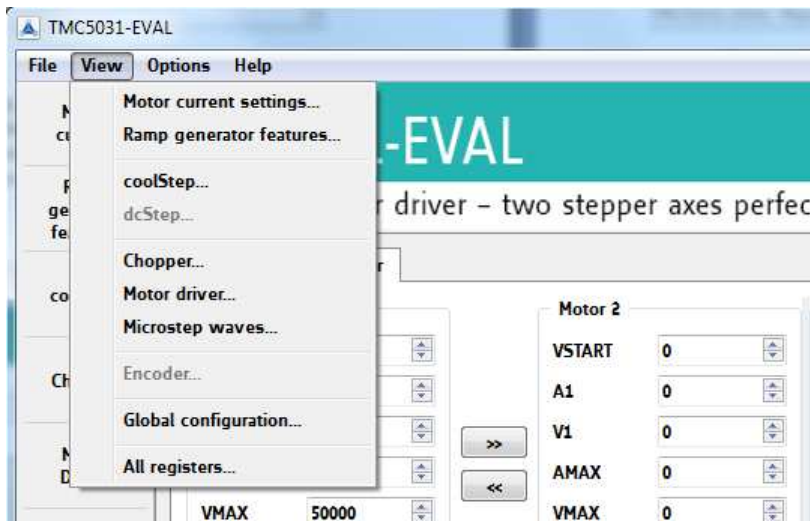 TMC5031-EVAL
File View Options Help
Motor current settings...
Ramp generator features...
coolStep...
dcStep...
Chopper...
Motor driver...
Microstep waves...
Encoder...
Global configuration...
All registers...
-EVAL
driver – two stepper axes
Motor 2
VSTART 0
A1 0
V1 0
>>
AMAX 0
<<
VMAX 50000
VMAX 0